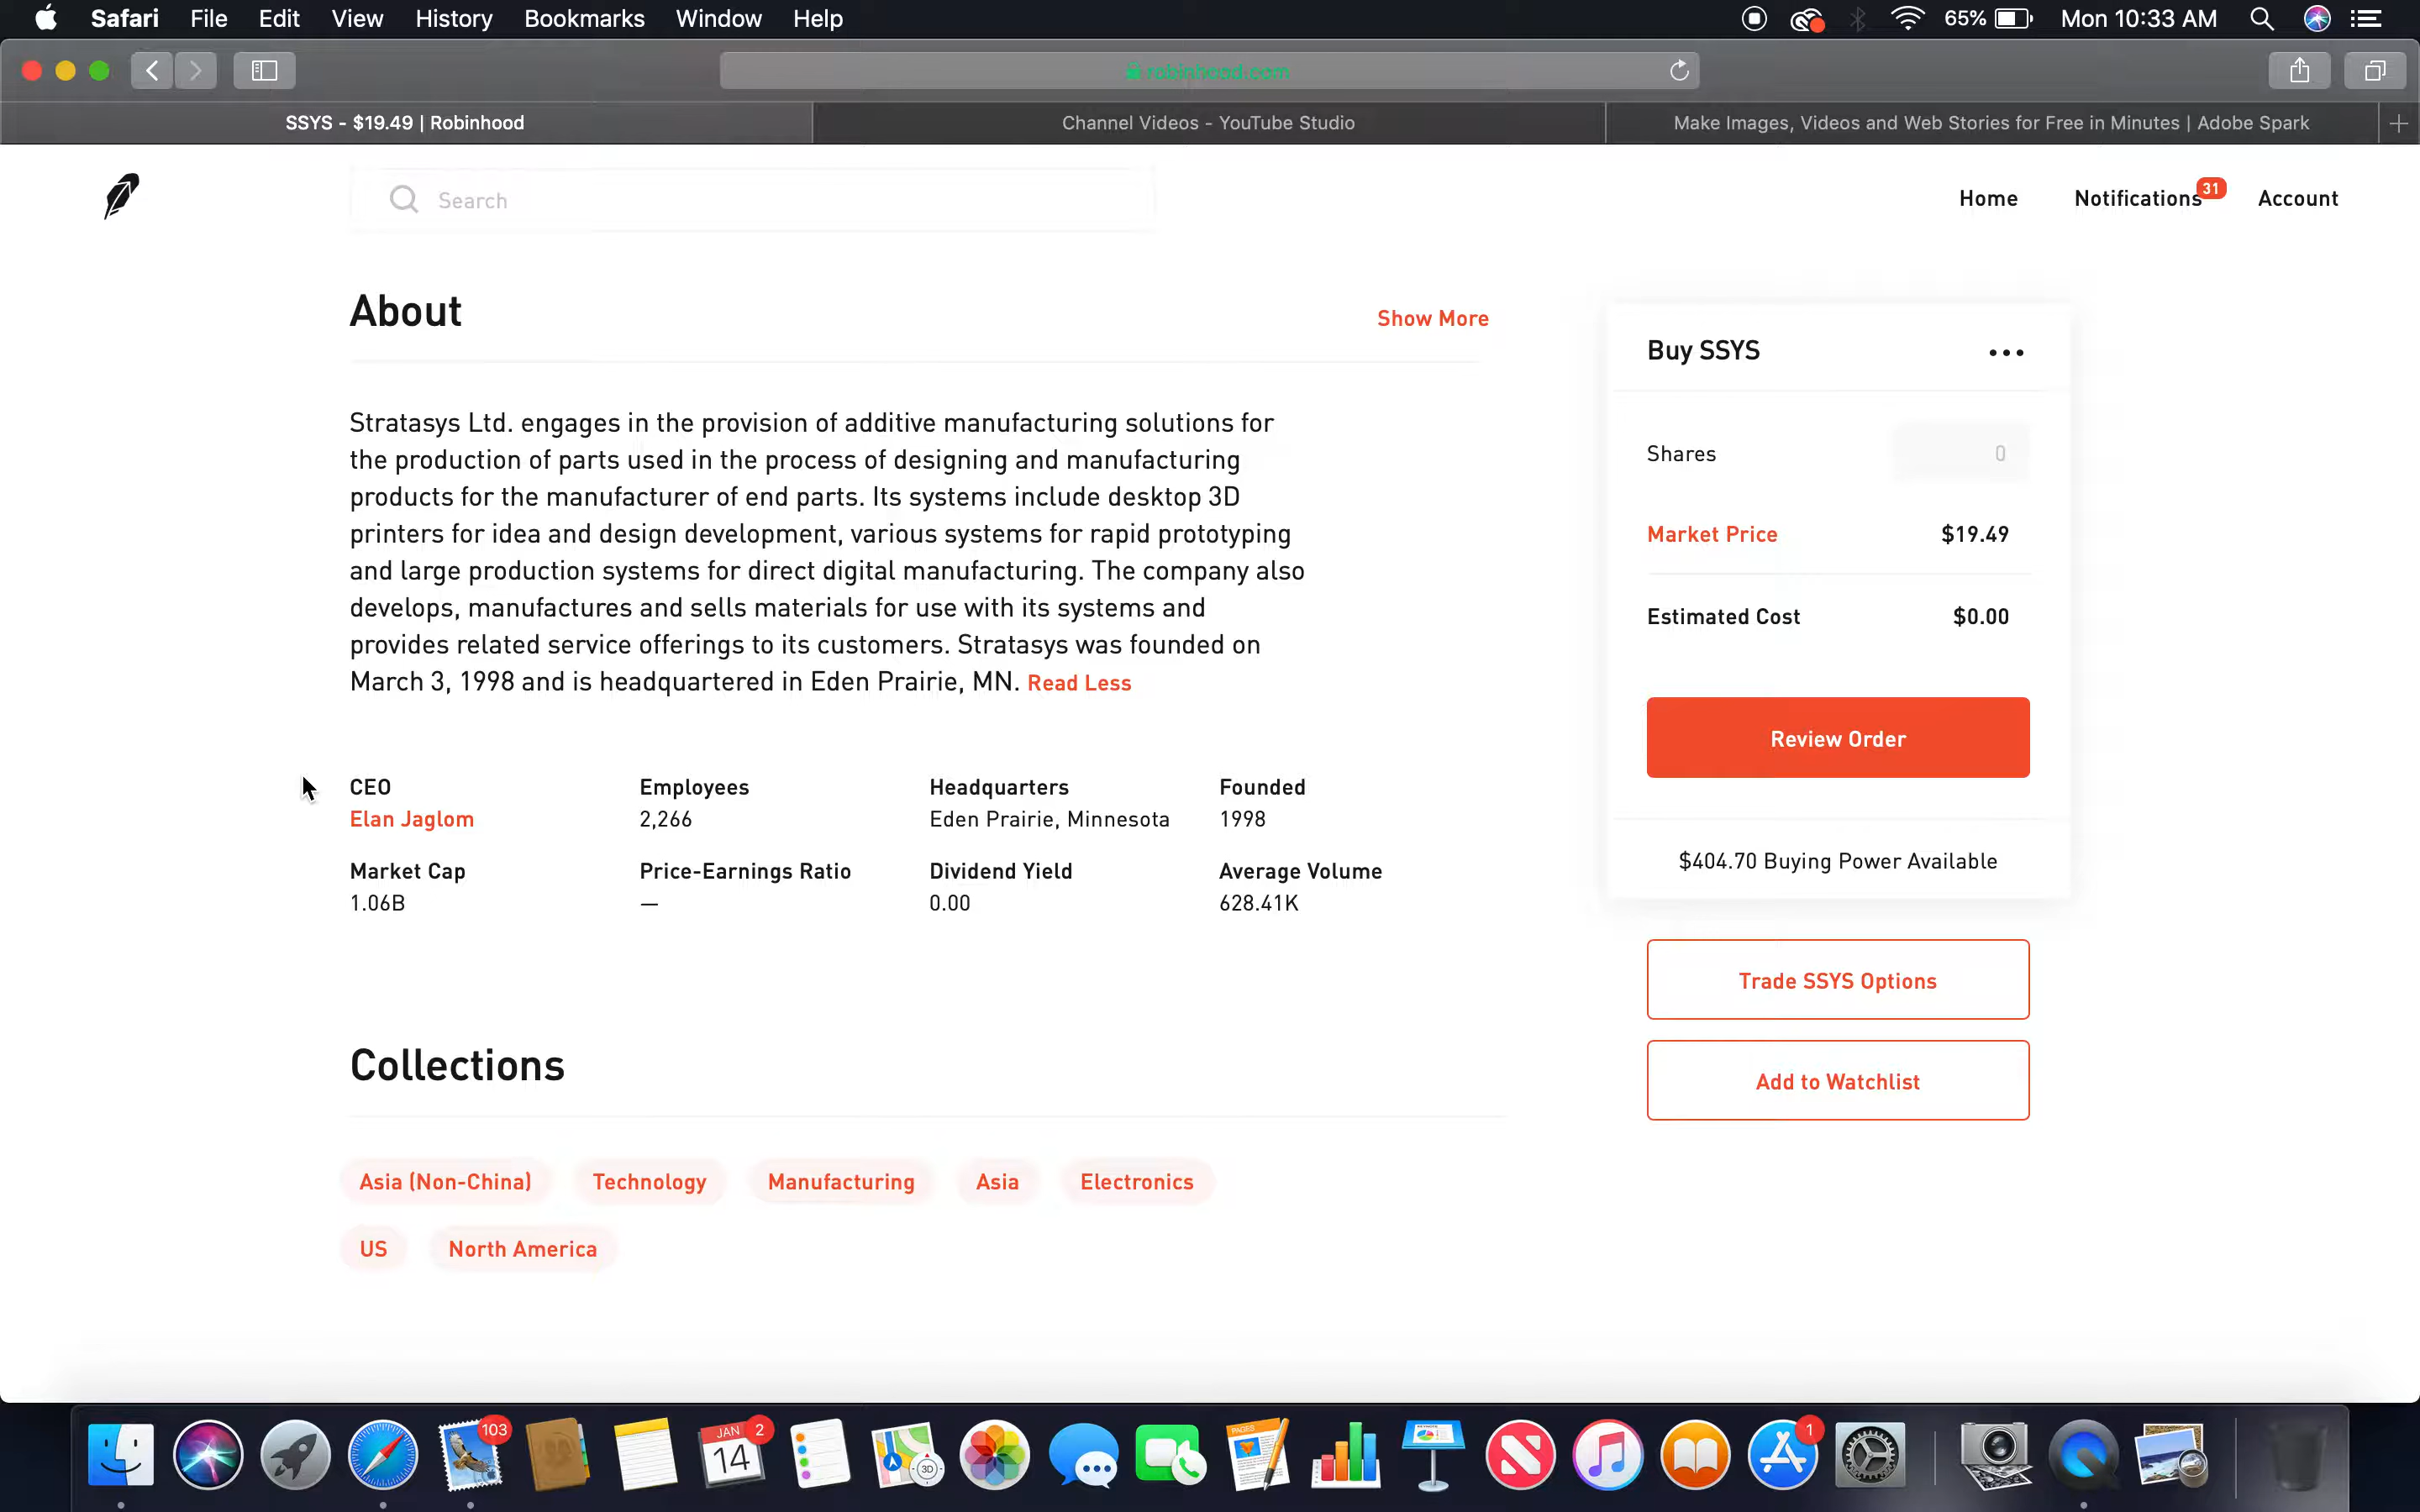 Safari File Edit View History Bookmarks Window Help 65% Mon 10:33 AM
robinhood.com
SSYS - $19.49 | Robinhood Channel Videos - YouTube Studio Make Images, Videos and Web Stories for Free in Minutes | Adobe Spark
Search Home Notifications 31 Account
About Show More
Stratasys Ltd. engages in the provision of additive manufacturing solutions for
the production of parts used in the process of designing and manufacturing
products for the manufacturer of end parts. Its systems include desktop 3D
printers for idea and design development, various systems for rapid prototyping
and large production systems for direct digital manufacturing. The company also
develops, manufactures and sells materials for use with its systems and
provides related service offerings to its customers. Stratasys was founded on
March 3, 1998 and is headquartered in Eden Prairie, MN. Read Less
CEO Employees Headquarters Founded
Elan Jaglom 2,266 Eden Prairie, Minnesota 1998
Market Cap Price-Earnings Ratio Dividend Yield Average Volume
1.06B — 0.00 628.41K
Collections
Asia (Non-China) Technology Manufacturing Asia Electronics
US North America
Buy SSYS
Shares 0
Market Price $19.49
Estimated Cost $0.00
Review Order
$404.70 Buying Power Available
Trade SSYS Options
Add to Watchlist
103 JAN 14 2 3D PAGES 1